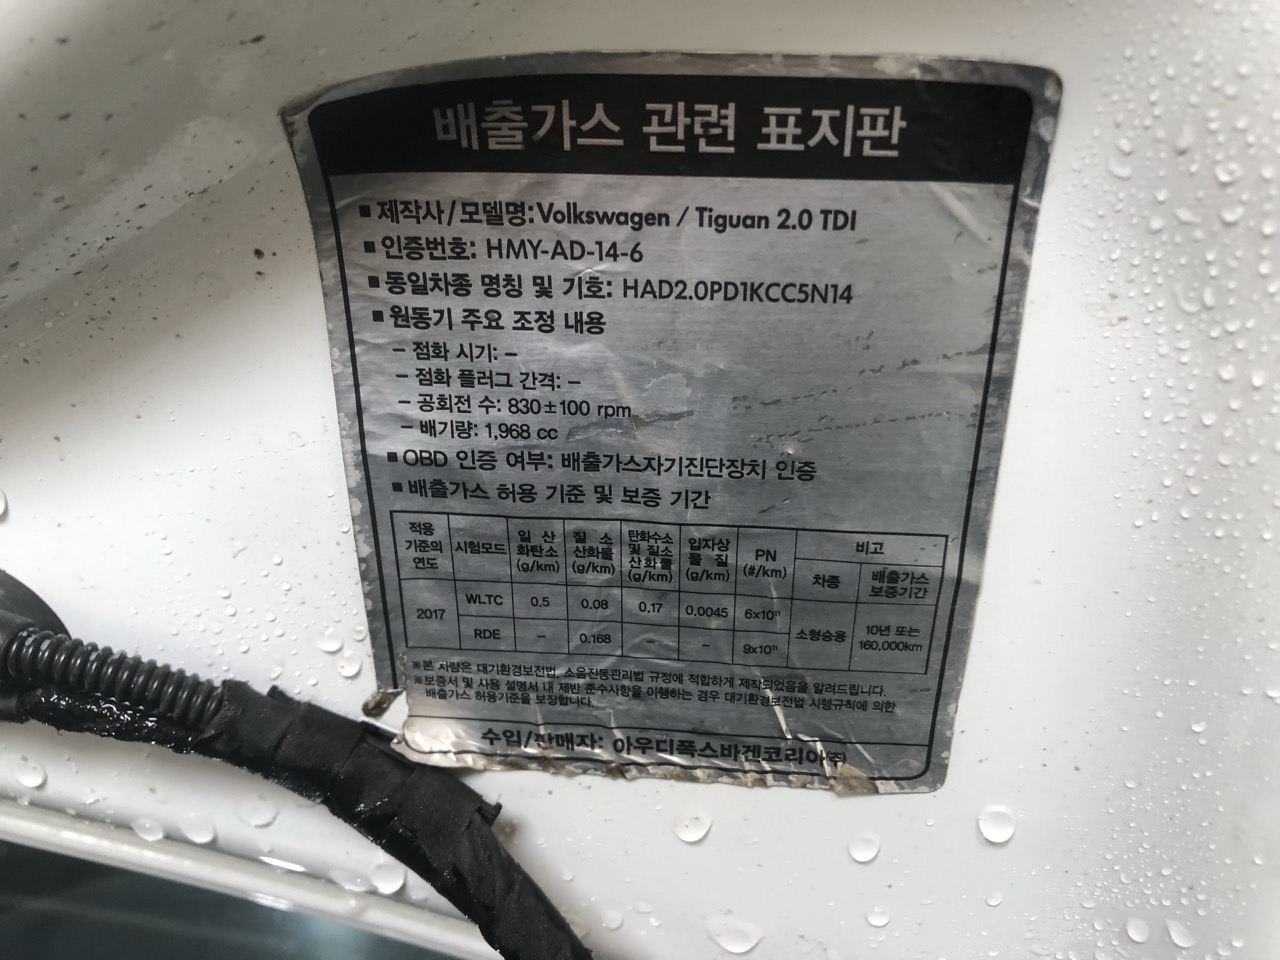 배출가스 관련 표지판
■ 제작사/모델명: Volkswagen / Tiguan 2.0 TDI
■ 인증번호: HMY-AD-14-6
■ 동일차종 명칭 및 기호: HAD2.0PD1KCC5N14
■ 원동기 주요 조정 내용
– 점화 시기: –
– 점화 플러그 간격: –
– 공회전 수: 830±100 rpm
– 배기량: 1,968 cc
■ OBD 인증 여부: 배출가스자기진단장치 인증
■ 배출가스 허용 기준 및 보증 기간
적용 기준의 연도 시험모드 일 산화탄소 (g/km) 질 소 산화물 (g/km) 탄화수소 및 질소 산화물 (g/km) 입자상 물 질 (g/km) PN (#/km) 비고
차종 배출가스 보증기간
2017 WLTC 0.5 0.08 0.17 0.0045 6x10¹¹ 소형승용 10년 또는 160,000km
RDE – 0.168 – – 9x10¹¹
※본 차량은 대기환경보전법, 소음진동관리법 규정에 적합하게 제작되었음을 알려드립니다.
※보증서 및 사용 설명서 내 제반 준수사항을 이행하는 경우 대기환경보전법 시행규칙에 의한
배출가스 허용기준을 보장합니다.
수입/판매자: 아우디폭스바겐코리아(주)